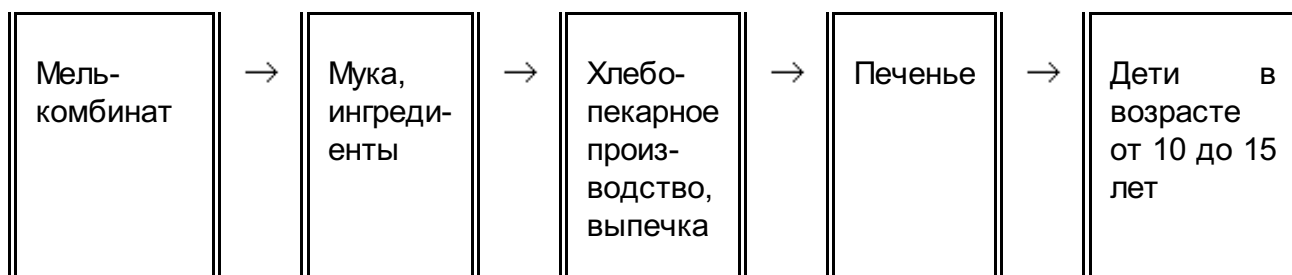 Мель-
комбинат
→
Мука,
ингреди-
енты
→
Хлебо-
пекарное
произ-
водство,
выпечка
→
Печенье
→
Дети в
возрасте
от 10 до 15
лет